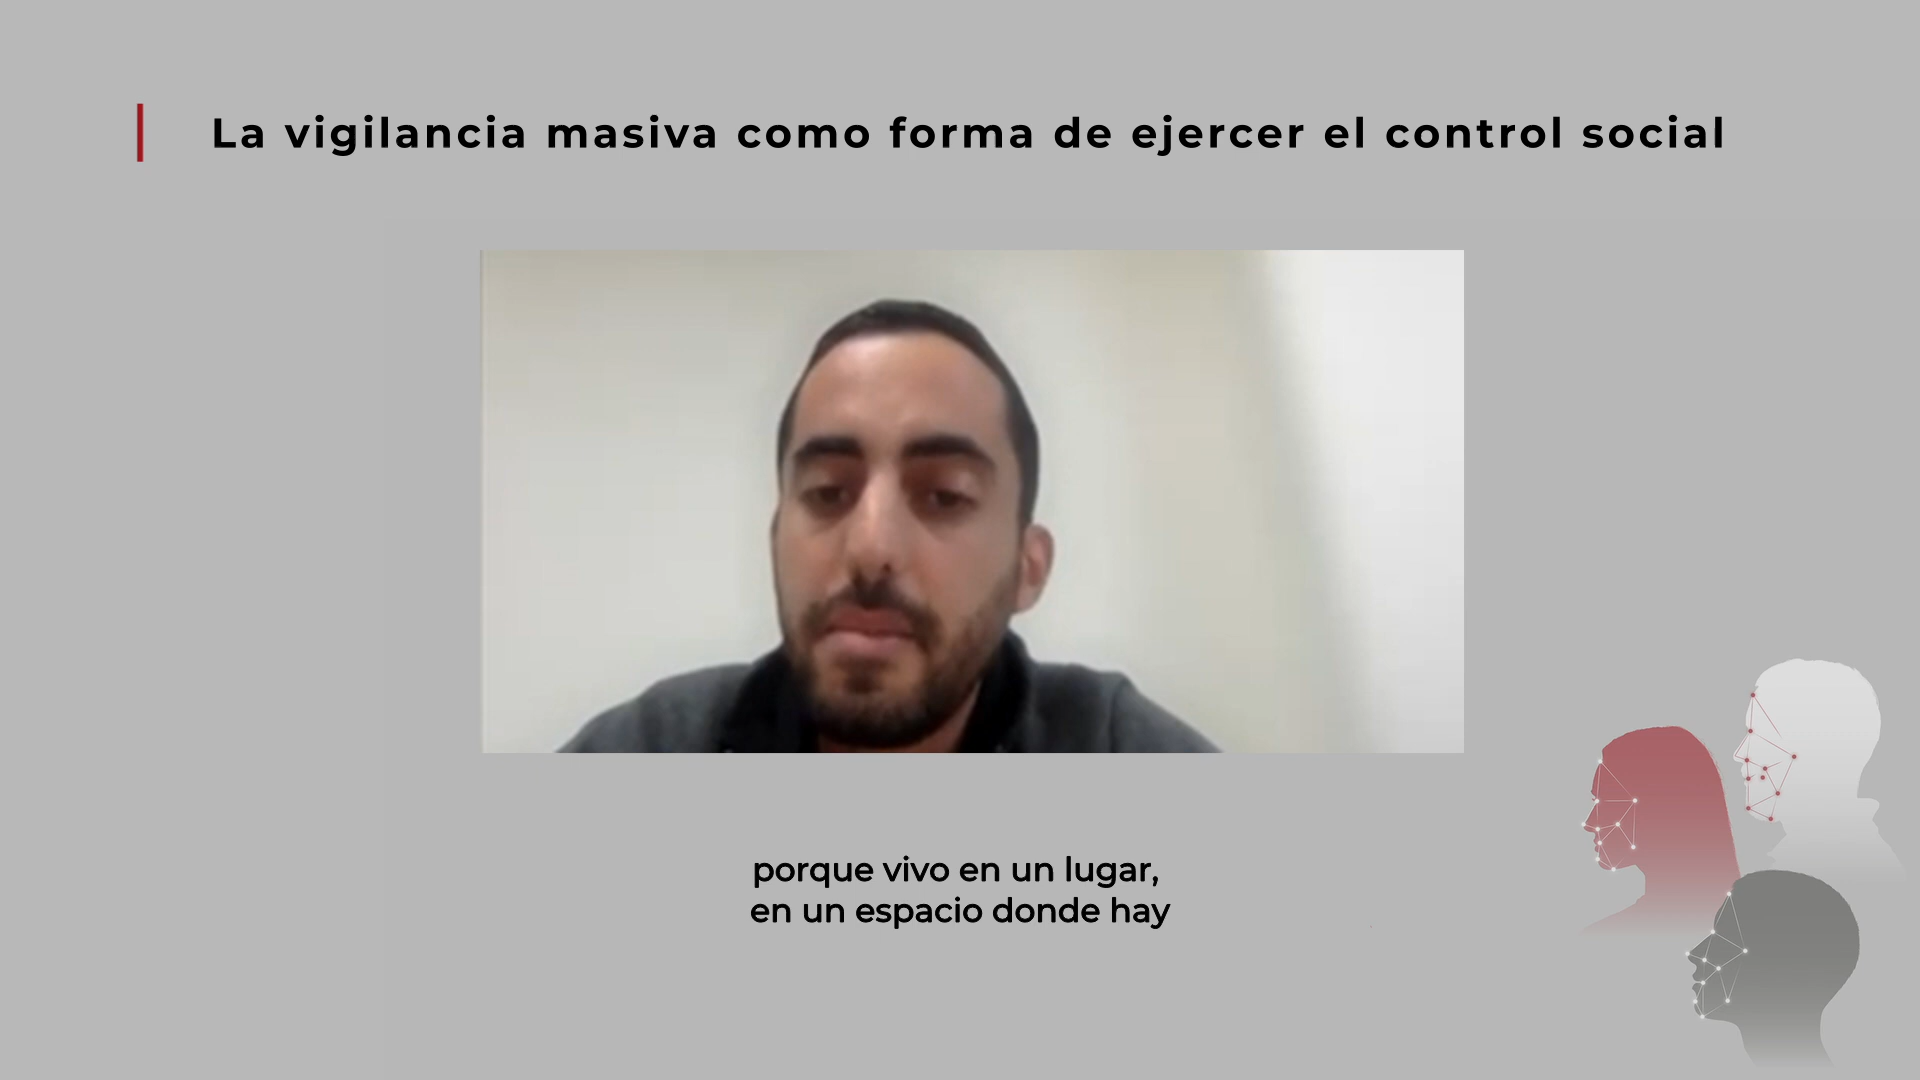 La vigilancia masiva como forma de ejercer el control social
porque vivo en un lugar,
en un espacio donde hay